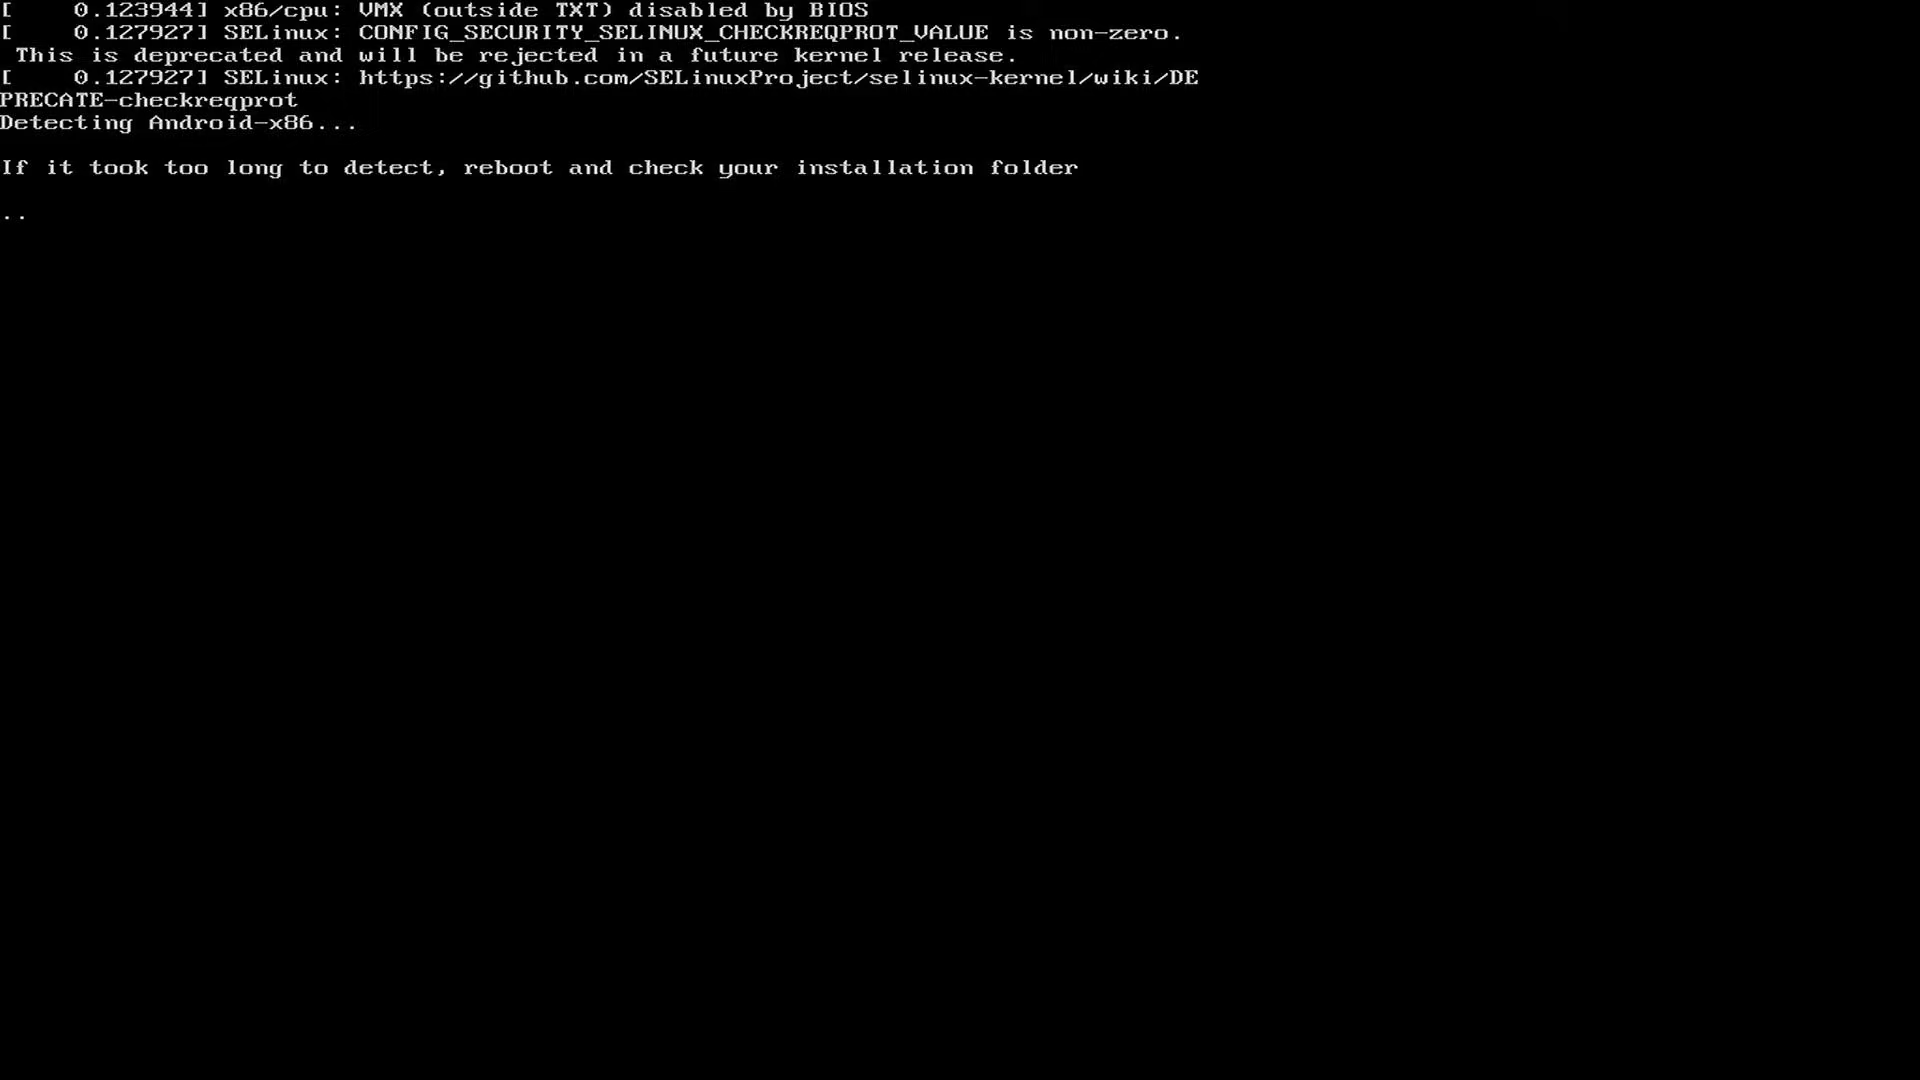 [    0.123944] x86/cpu: VMX (outside TXT) disabled by BIOS
[    0.127927] SELinux: CONFIG_SECURITY_SELINUX_CHECKREQPROT_VALUE is non-zero.
 This is deprecated and will be rejected in a future kernel release.
[    0.127927] SELinux: https://github.com/SELinuxProject/selinux-kernel/wiki/DE
PRECATE-checkreqprot
Detecting Android-x86...
If it took too long to detect, reboot and check your installation folder
..